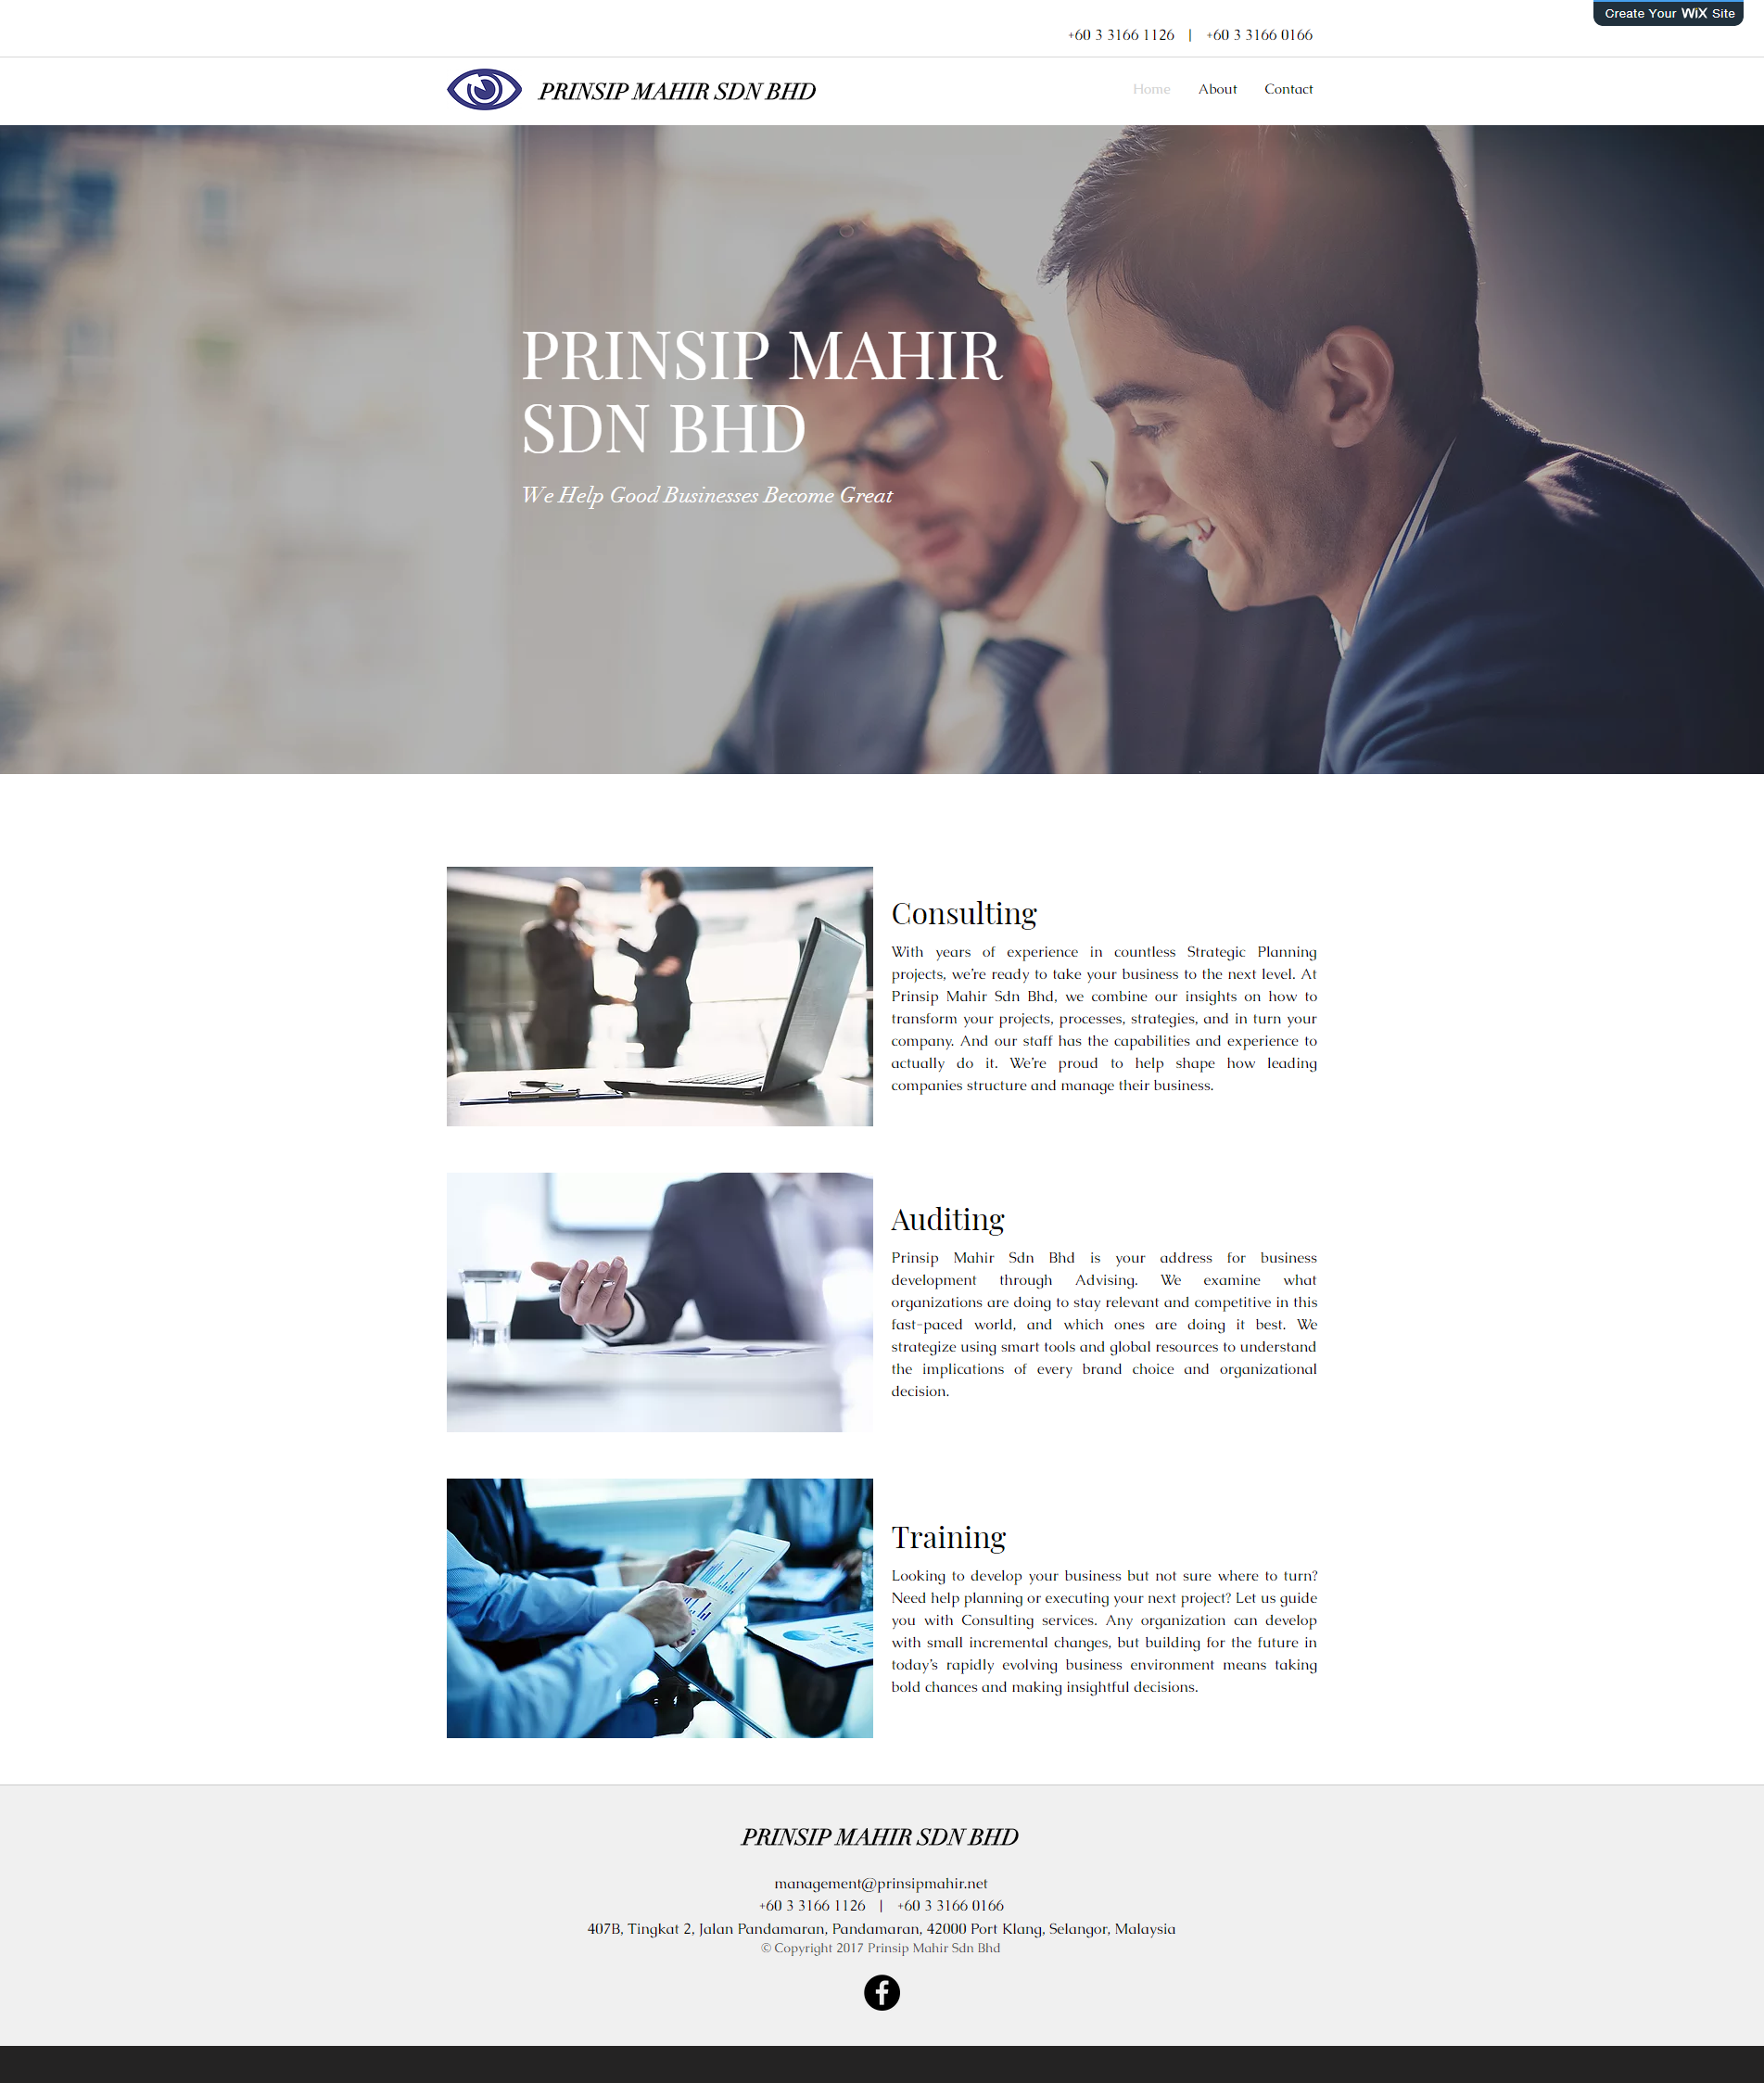 Create Your WiX Site
+60 3 3166 1126 | +60 3 3166 0166
PRINSIP MAHIR SDN BHD
Home About Contact
PRINSIP MAHIR
SDN BHD
We Help Good Businesses Become Great
Consulting
With years of experience in countless Strategic Planning
projects, we're ready to take your business to the next level. At
Prinsip Mahir Sdn Bhd, we combine our insights on how to
transform your projects, processes, strategies, and in turn your
company. And our staff has the capabilities and experience to
actually do it. We're proud to help shape how leading
companies structure and manage their business.
Auditing
Prinsip Mahir Sdn Bhd is your address for business
development through Advising. We examine what
organizations are doing to stay relevant and competitive in this
fast-paced world, and which ones are doing it best. We
strategize using smart tools and global resources to understand
the implications of every brand choice and organizational
decision.
Training
Looking to develop your business but not sure where to turn?
Need help planning or executing your next project? Let us guide
you with Consulting services. Any organization can develop
with small incremental changes, but building for the future in
today's rapidly evolving business environment means taking
bold chances and making insightful decisions.
PRINSIP MAHIR SDN BHD
management@prinsipmahir.net
+60 3 3166 1126 | +60 3 3166 0166
407B, Tingkat 2, Jalan Pandamaran, Pandamaran, 42000 Port Klang, Selangor, Malaysia
© Copyright 2017 Prinsip Mahir Sdn Bhd